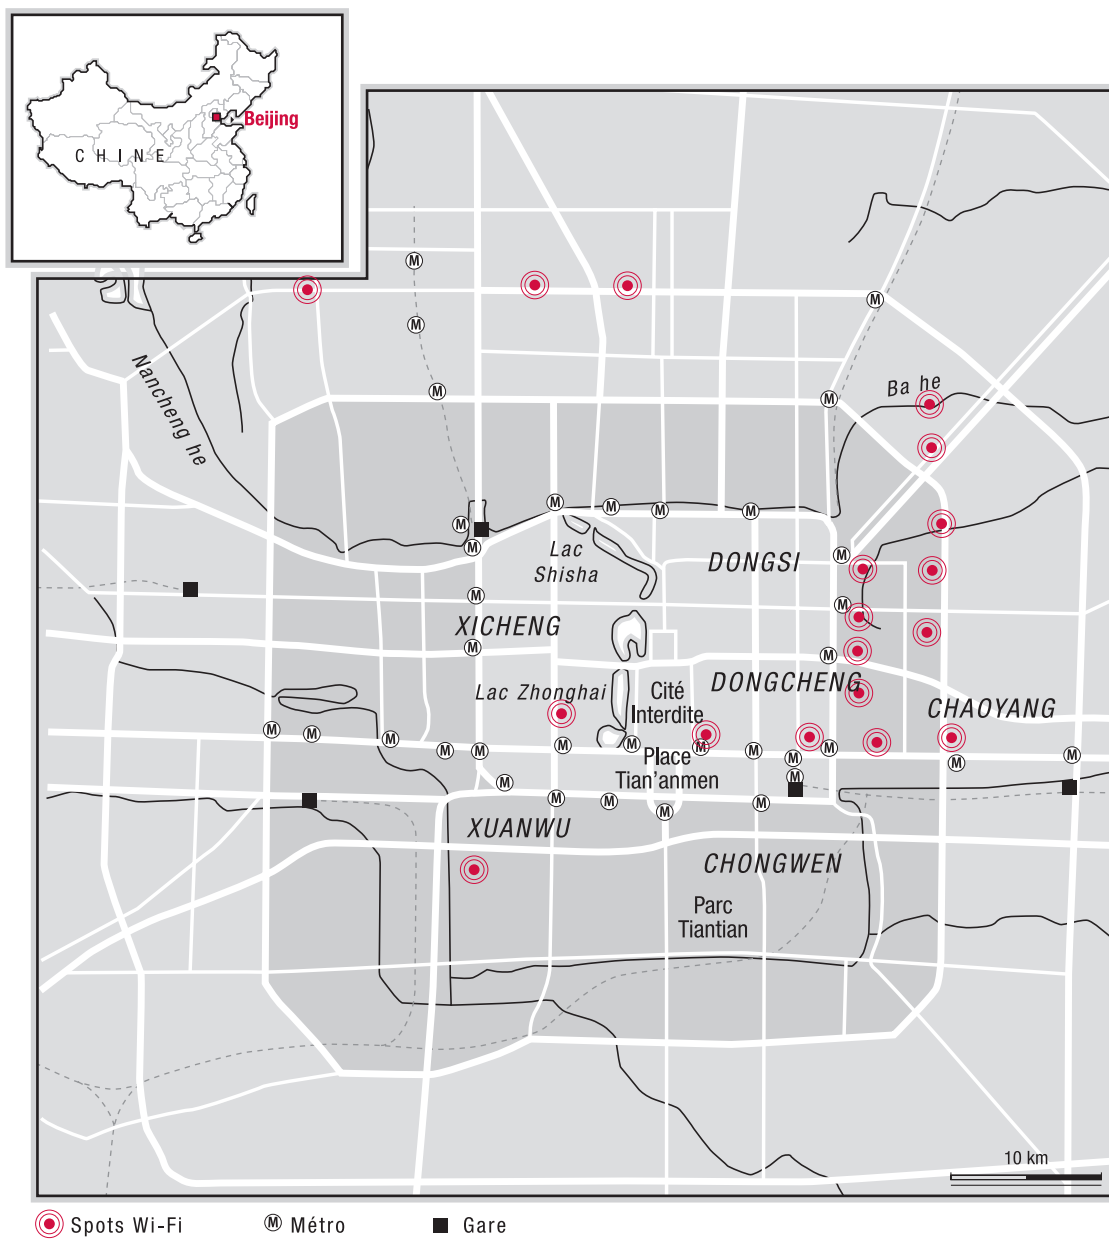 Beijing
CHINE
Nancheng he
Ba he
Lac
Shisha
DONGSI
XICHENG
Lac Zhonghai
Cité
Interdite
DONGCHENG
CHAOYANG
Place
Tian'anmen
XUANWU
CHONGWEN
Parc
Tiantian
10 km
Spots Wi-Fi
M Métro
Gare